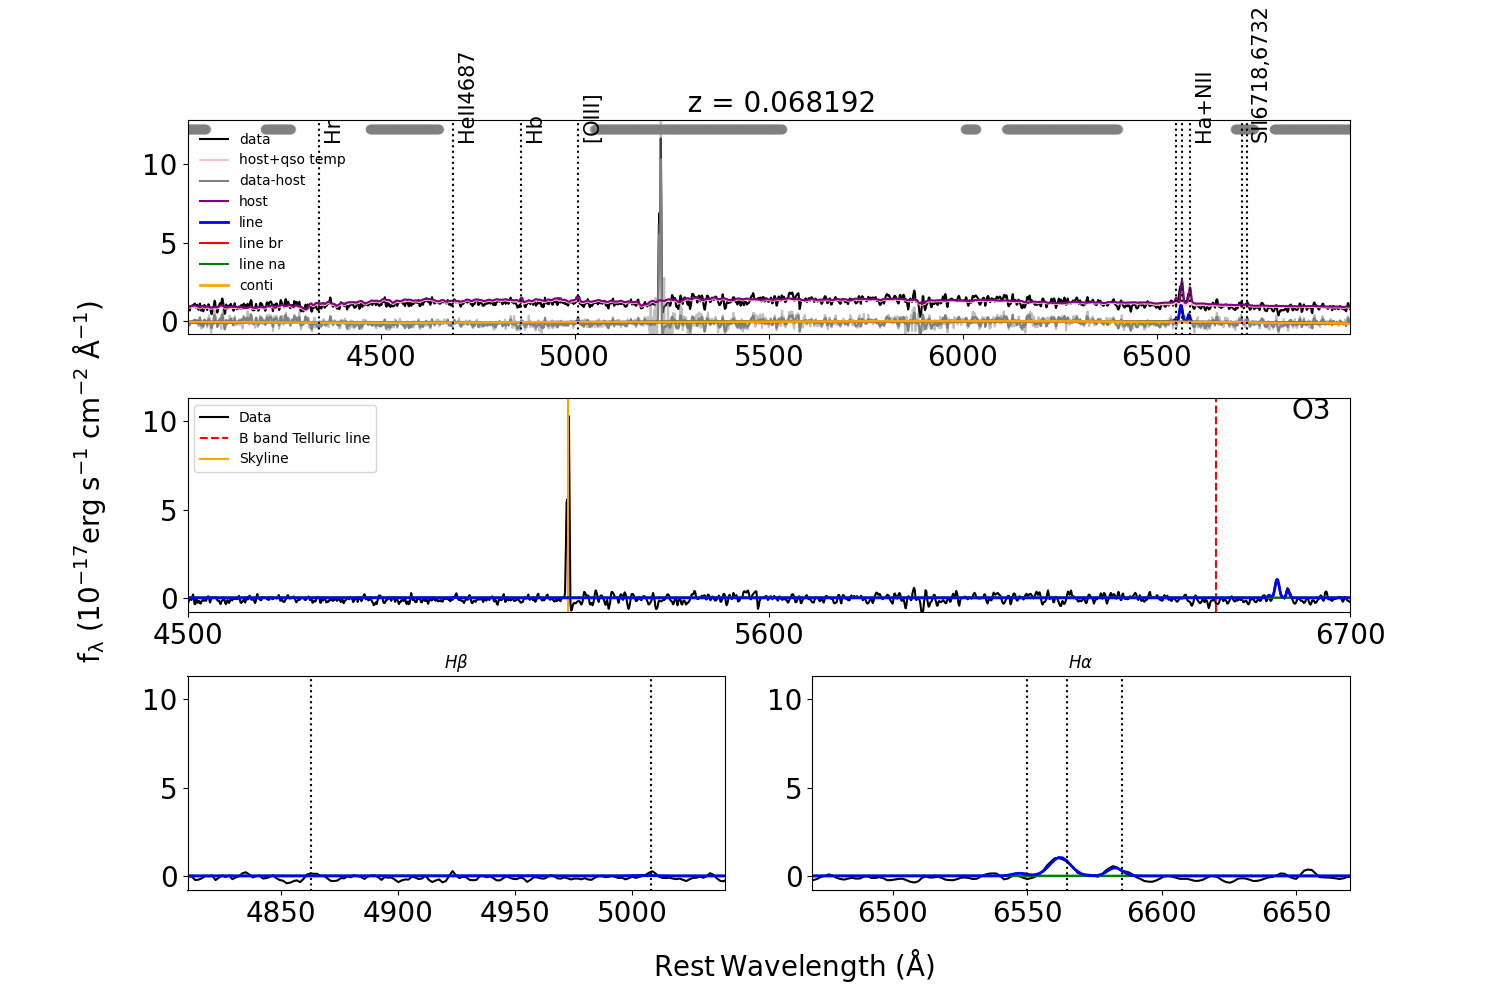 z = 0.068192
Hr
HeII4687
Hb
[OIII]
Ha+NII
SII6718,6732
data
host+qso temp
data-host
host
line
line br
line na
conti
10
5
0
4500 5000 5500 6000 6500
O3
Data
B band Telluric line
Skyline
10
5
0
4500 5600 6700
fλ (10⁻¹⁷erg s⁻¹ cm⁻² Å⁻¹)
Hβ
10
5
0
4850 4900 4950 5000
Hα
10
5
0
6500 6550 6600 6650
Rest Wavelength (Å)